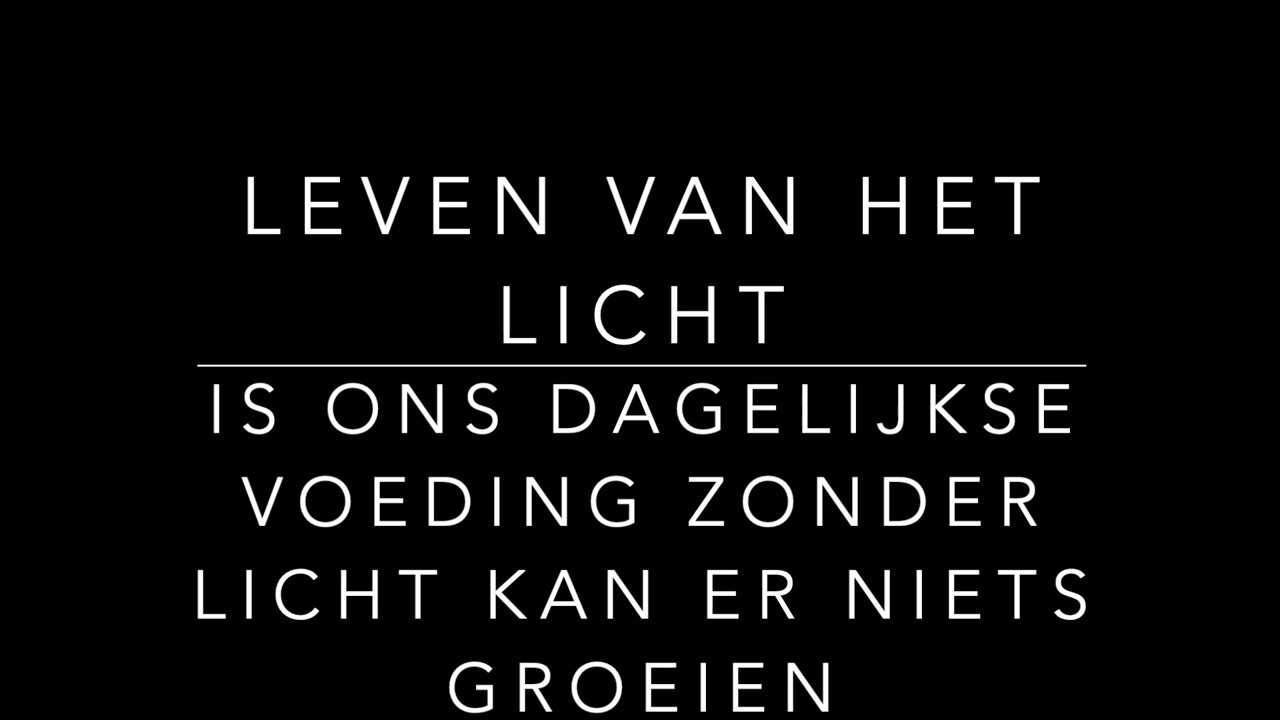 LEVEN VAN HET
LICHT
IS ONS DAGELIJKSE
VOEDING ZONDER
LICHT KAN ER NIETS
GROEIEN